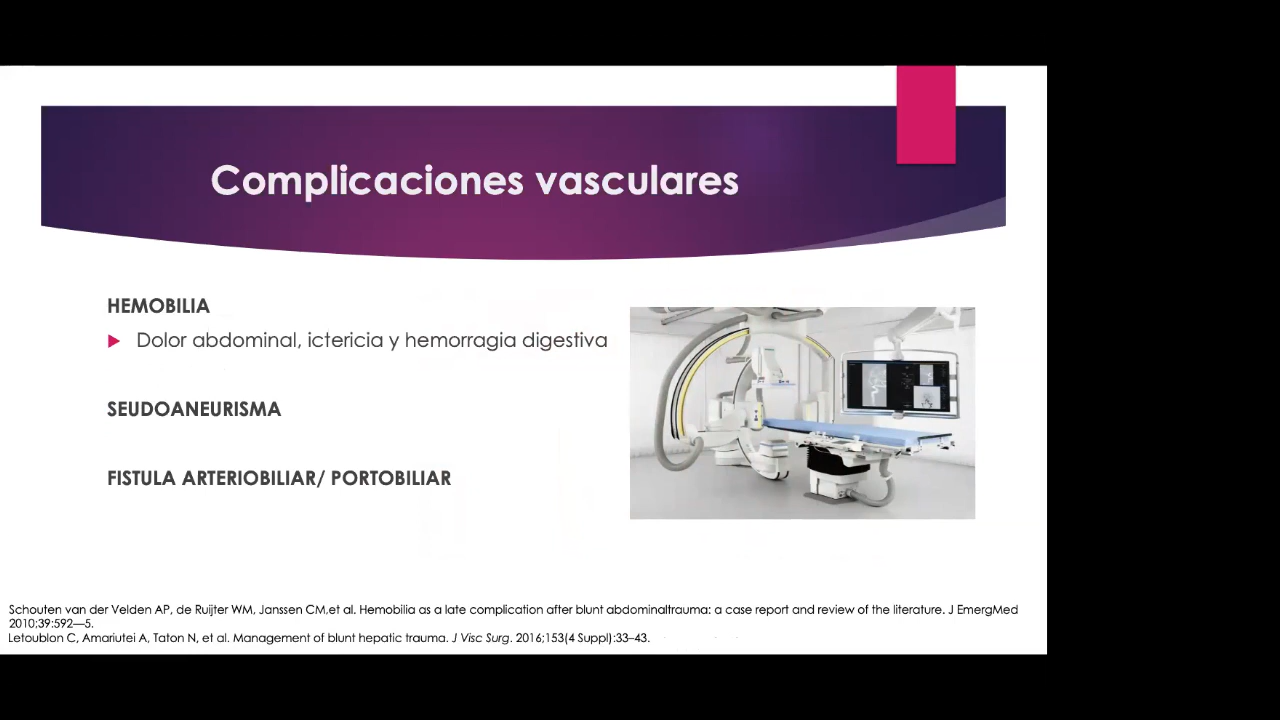 Complicaciones vasculares
HEMOBILIA
Dolor abdominal, ictericia y hemorragia digestiva
SEUDOANEURISMA
FISTULA ARTERIOBILIAR/ PORTOBILIAR
Schouten van der Velden AP, de Ruijter WM, Janssen CM,et al. Hemobilia as a late complication after blunt abdominaltrauma: a case report and review of the literature. J EmergMed
2010;39:592—5.
Letoublon C, Amariutei A, Taton N, et al. Management of blunt hepatic trauma. J Visc Surg. 2016;153(4 Suppl):33–43.